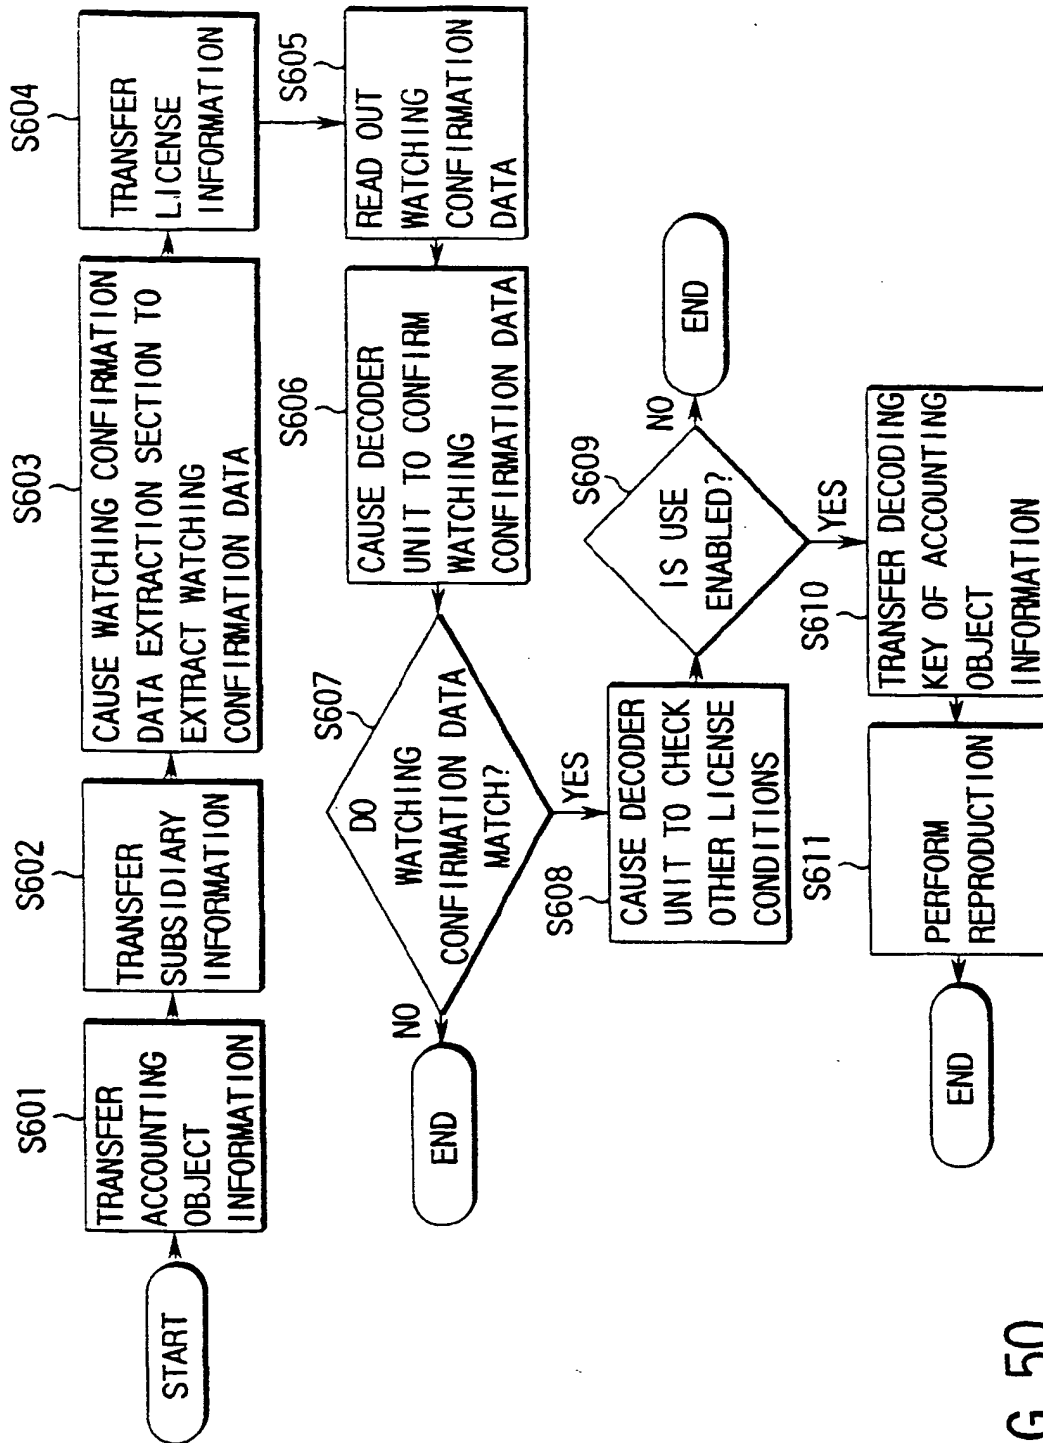 START
S601
TRANSFER
ACCOUNTING
OBJECT
INFORMATION
S602
TRANSFER
SUBSIDIARY
INFORMATION
S603
CAUSE WATCHING CONFIRMATION
DATA EXTRACTION SECTION TO
EXTRACT WATCHING
CONFIRMATION DATA
S604
TRANSFER
LICENSE
INFORMATION
S605
READ OUT
WATCHING
CONFIRMATION
DATA
S606
CAUSE DECODER
UNIT TO CONFIRM
WATCHING
CONFIRMATION DATA
S607
DO
WATCHING
CONFIRMATION DATA
MATCH?
NO
END
YES
S608
CAUSE DECODER
UNIT TO CHECK
OTHER LICENSE
CONDITIONS
S609
IS USE
ENABLED?
NO
END
YES
S610
TRANSFER DECODING
KEY OF ACCOUNTING
OBJECT
INFORMATION
S611
PERFORM
REPRODUCTION
END
G. 50